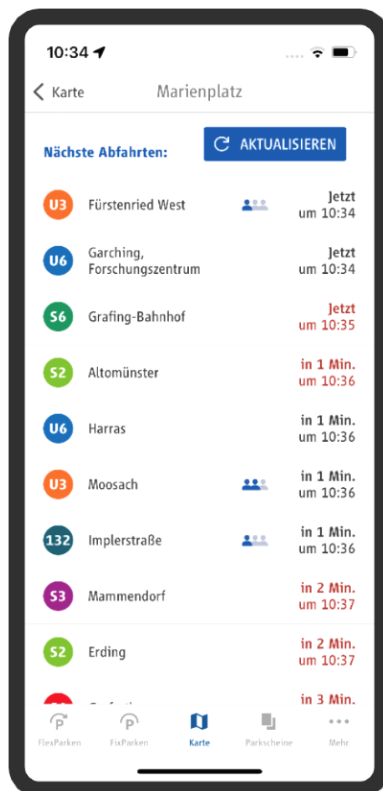 10:34
Karte
Marienplatz
Nächste Abfahrten:
AKTUALISIEREN
U3 Fürstenried West Jetzt
um 10:34
U6 Garching,
Forschungszentrum Jetzt
um 10:34
S6 Grafing-Bahnhof Jetzt
um 10:35
S2 Altomünster in 1 Min.
um 10:36
U6 Harras in 1 Min.
um 10:36
U3 Moosach in 1 Min.
um 10:36
132 Implerstraße in 1 Min.
um 10:36
S3 Mammendorf in 2 Min.
um 10:37
S2 Erding in 2 Min.
um 10:37
in 3 Min.
FlexParken FixParken Karte Parkscheine Mehr